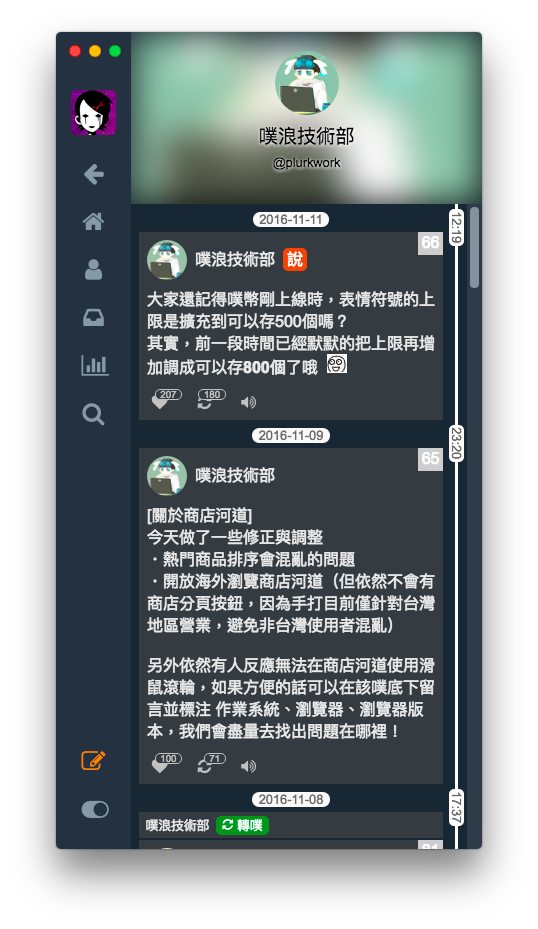 噗浪技術部
@plurkwork
2016-11-11
12:19
66
噗浪技術部 說
大家還記得噗幣剛上線時，表情符號的上
限是擴充到可以存500個嗎？
其實，前一段時間已經默默的把上限再增
加調成可以存800個了哦
207 180
2016-11-09
23:20
65
噗浪技術部
[關於商店河道]
今天做了一些修正與調整
・熱門商品排序會混亂的問題
・開放海外瀏覽商店河道（但依然不會有
商店分頁按鈕，因為手打目前僅針對台灣
地區營業，避免非台灣使用者混亂）
另外依然有人反應無法在商店河道使用滑
鼠滾輪，如果方便的話可以在該噗底下留
言並標注 作業系統、瀏覽器、瀏覽器版
本，我們會盡量去找出問題在哪裡！
100 71
2016-11-08
17:37
噗浪技術部 轉噗